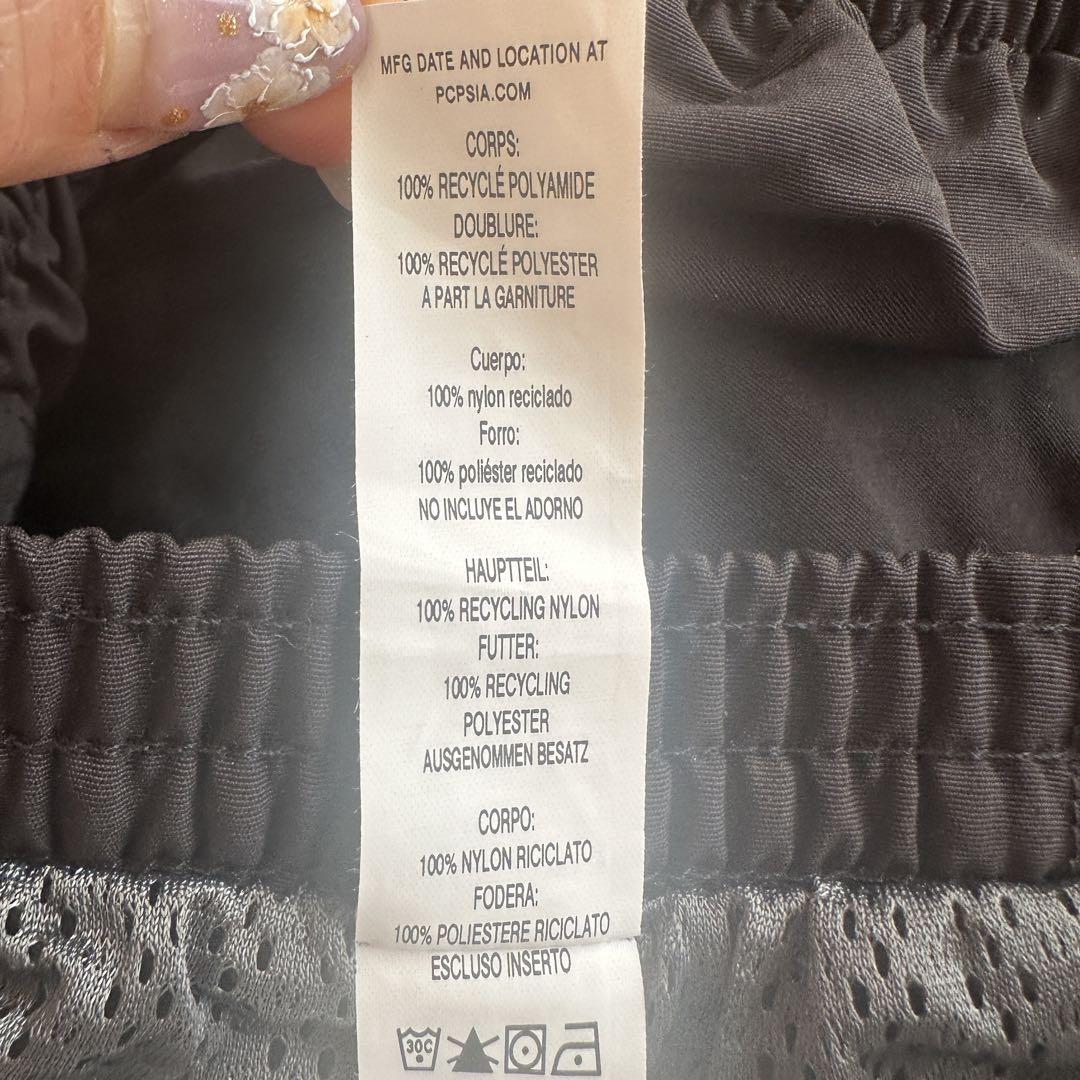 MFG DATE AND LOCATION AT
PCPSIA.COM
CORPS:
100% RECYCLÉ POLYAMIDE
DOUBLURE:
100% RECYCLÉ POLYESTER
A PART LA GARNITURE
Cuerpo:
100% nylon reciclado
Forro:
100% poliéster reciclado
NO INCLUYE EL ADORNO
HAUPTTEIL:
100% RECYCLING NYLON
FUTTER:
100% RECYCLING
POLYESTER
AUSGENOMMEN BESATZ
CORPO:
100% NYLON RICICLATO
FODERA:
100% POLIESTERE RICICLATO
ESCLUSO INSERTO
30C